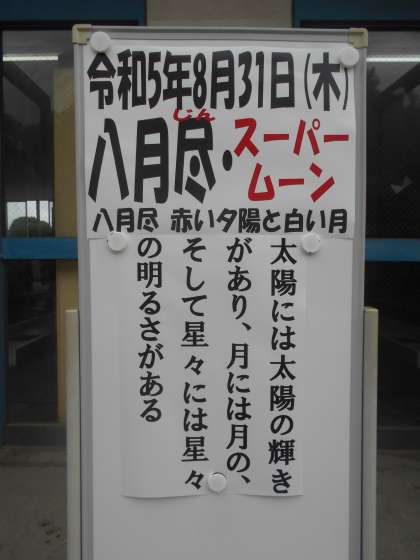 令和5年8月31日(木)
じん
八月尽・スーパームーン
八月尽 赤い夕陽と白い月
太陽には太陽の輝き
があり、月には月の、
そして星々には星々
の明るさがある